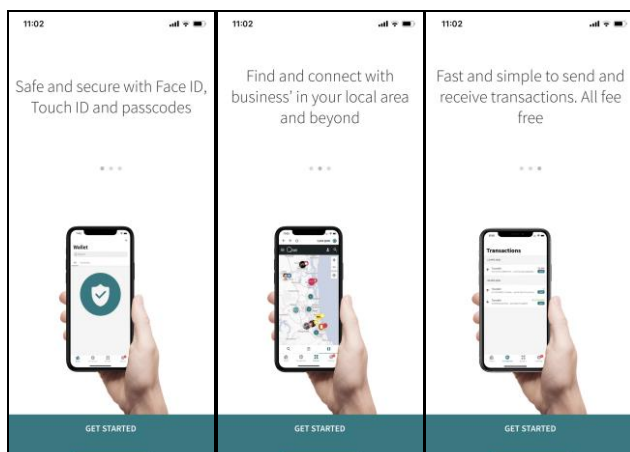 11:02
Safe and secure with Face ID,
Touch ID and passcodes
Wallet
GET STARTED
11:02
Find and connect with
business' in your local area
and beyond
GET STARTED
11:02
Fast and simple to send and
receive transactions. All fee
free
Transactions
GET STARTED